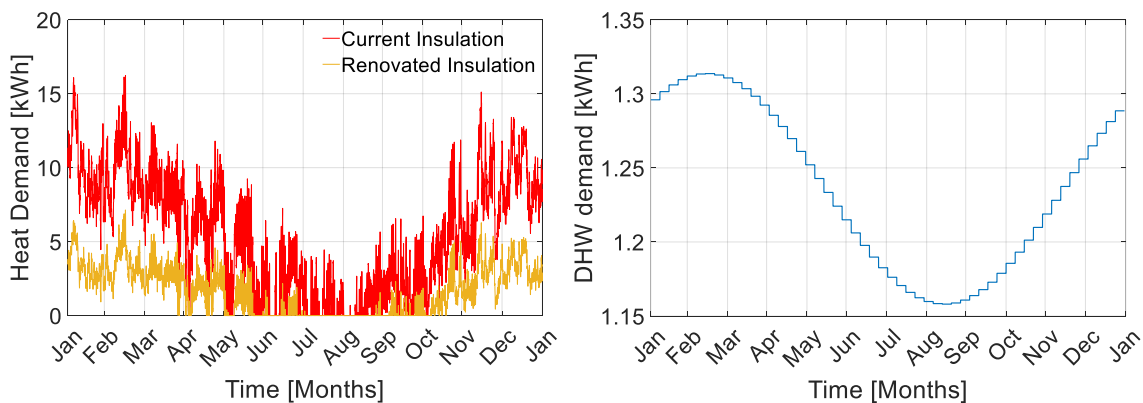 Heat Demand [kWh]
20
15
10
5
0
Current Insulation
Renovated Insulation
Jan Feb Mar Apr May Jun Jul Aug Sep Oct Nov Dec Jan
Time [Months]
DHW demand [kWh]
1.35
1.3
1.25
1.2
1.15
Jan Feb Mar Apr May Jun Jul Aug Sep Oct Nov Dec Jan
Time [Months]